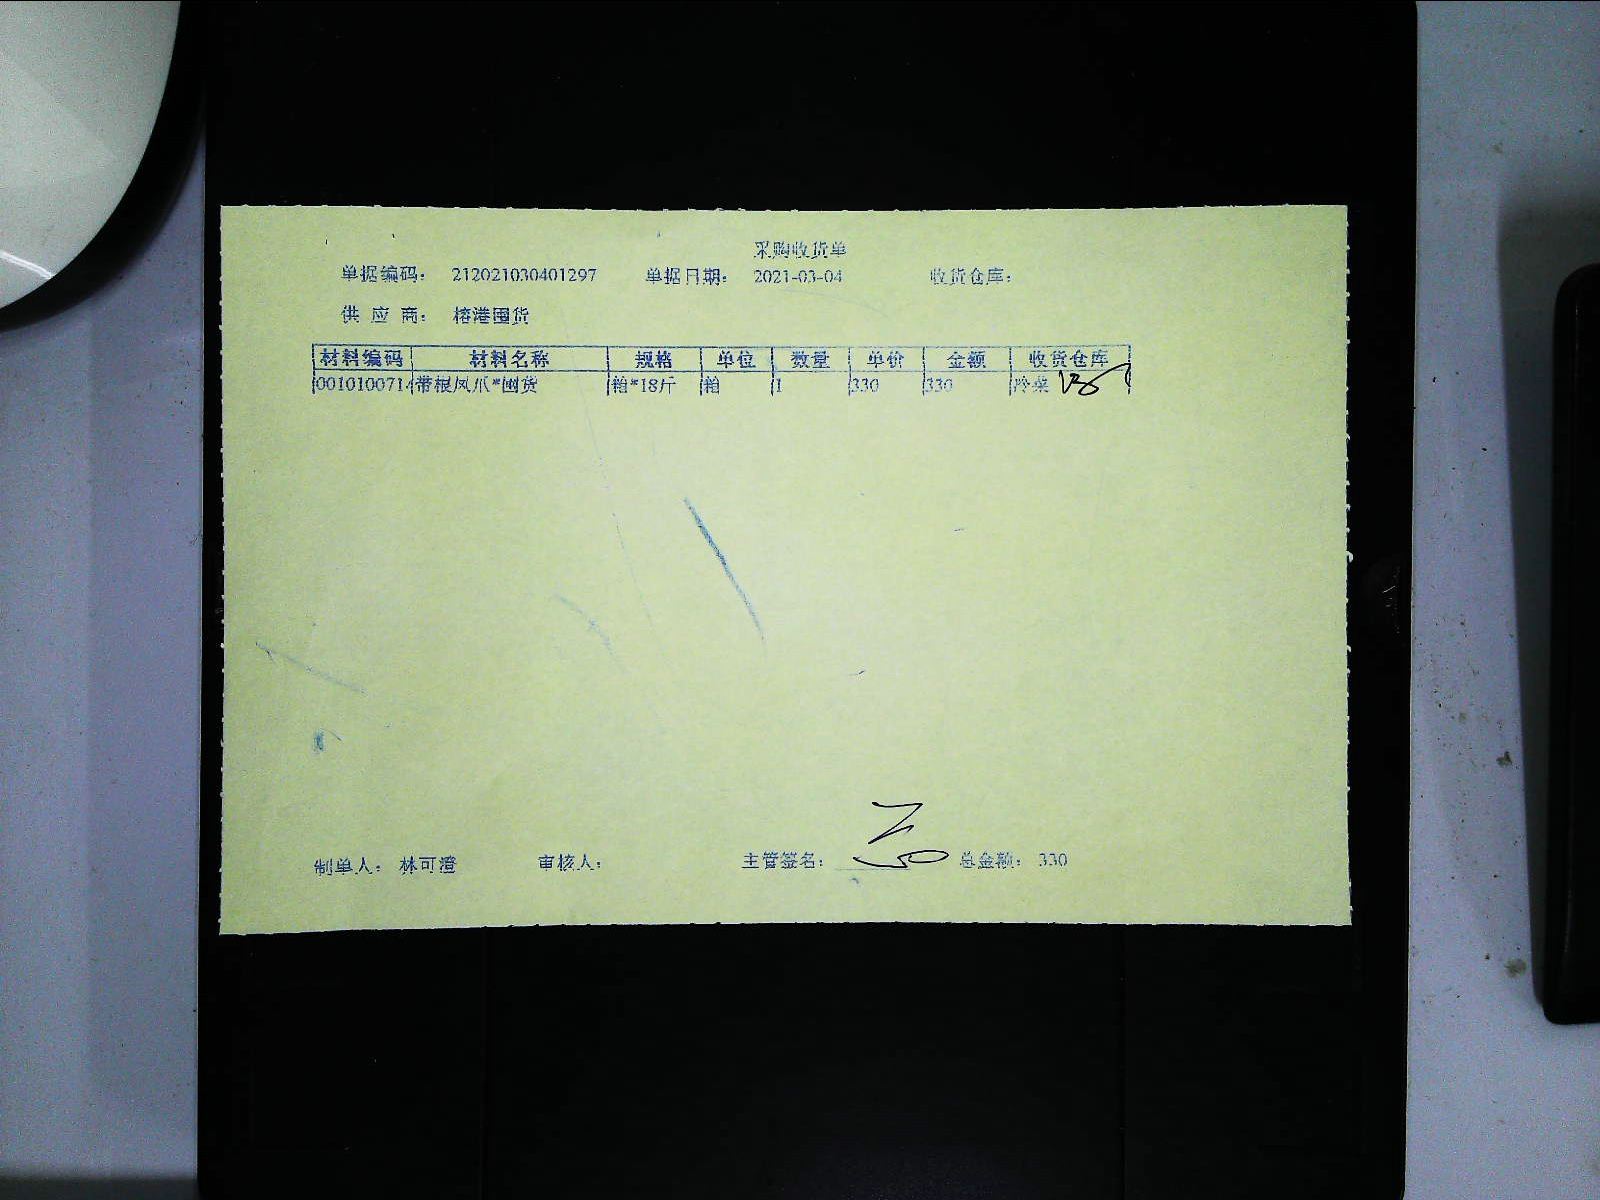 采购收货单
单据编码： 212021030401297 单据日期： 2021-03-04 收货仓库：
供 应 商： 榕港囤货
材料编码 材料名称 规格 单位 数量 单价 金额 收货仓库
0010100714 带根凤爪*囤货 箱*18斤 箱 1 330 330 冷菜
制单人： 林可澄 审核人： 主管签名： 总金额： 330